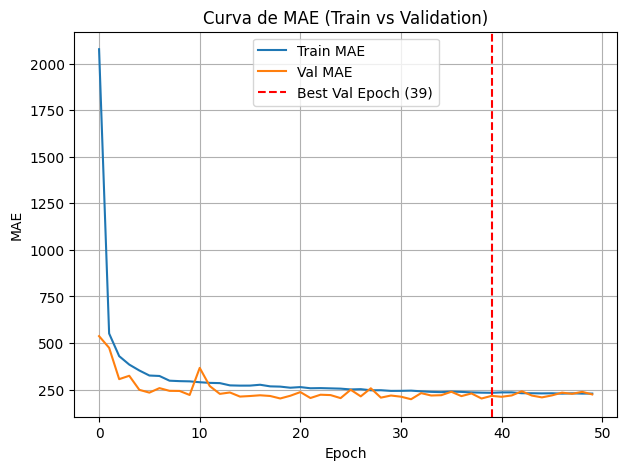 Curva de MAE (Train vs Validation)
Train MAE
Val MAE
Best Val Epoch (39)
MAE
2000
1750
1500
1250
1000
750
500
250
0
10
20
30
40
50
Epoch